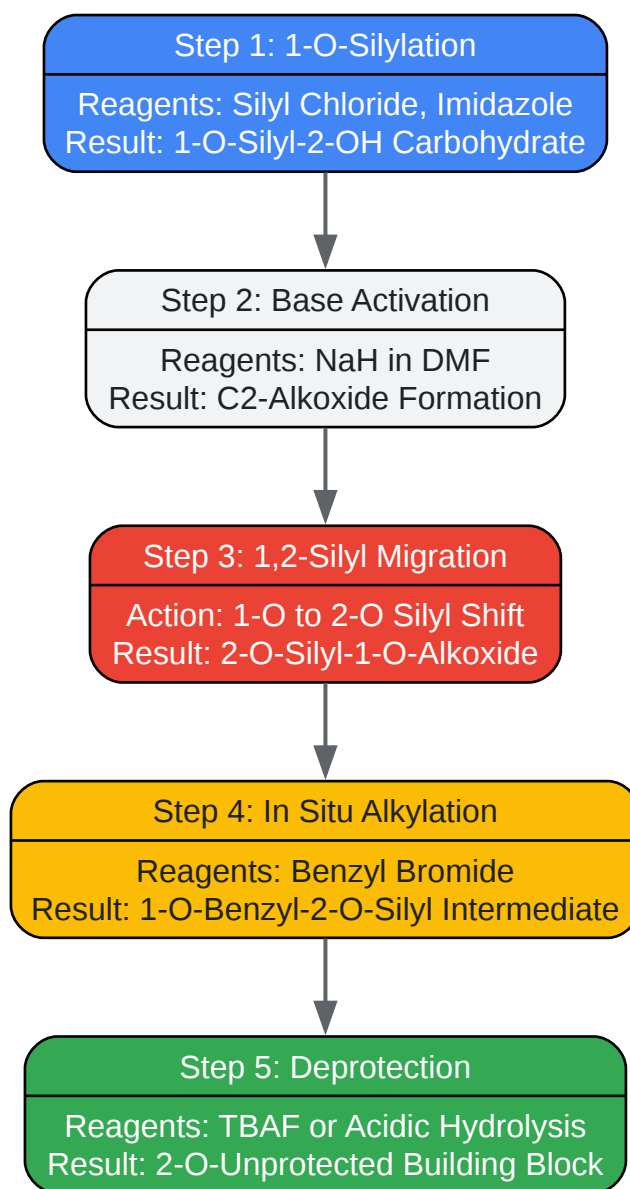 Step 1: 1-O-Silylation
Reagents: Silyl Chloride, Imidazole
Result: 1-O-Silyl-2-OH Carbohydrate
Step 2: Base Activation
Reagents: NaH in DMF
Result: C2-Alkoxide Formation
Step 3: 1,2-Silyl Migration
Action: 1-O to 2-O Silyl Shift
Result: 2-O-Silyl-1-O-Alkoxide
Step 4: In Situ Alkylation
Reagents: Benzyl Bromide
Result: 1-O-Benzyl-2-O-Silyl Intermediate
Step 5: Deprotection
Reagents: TBAF or Acidic Hydrolysis
Result: 2-O-Unprotected Building Block